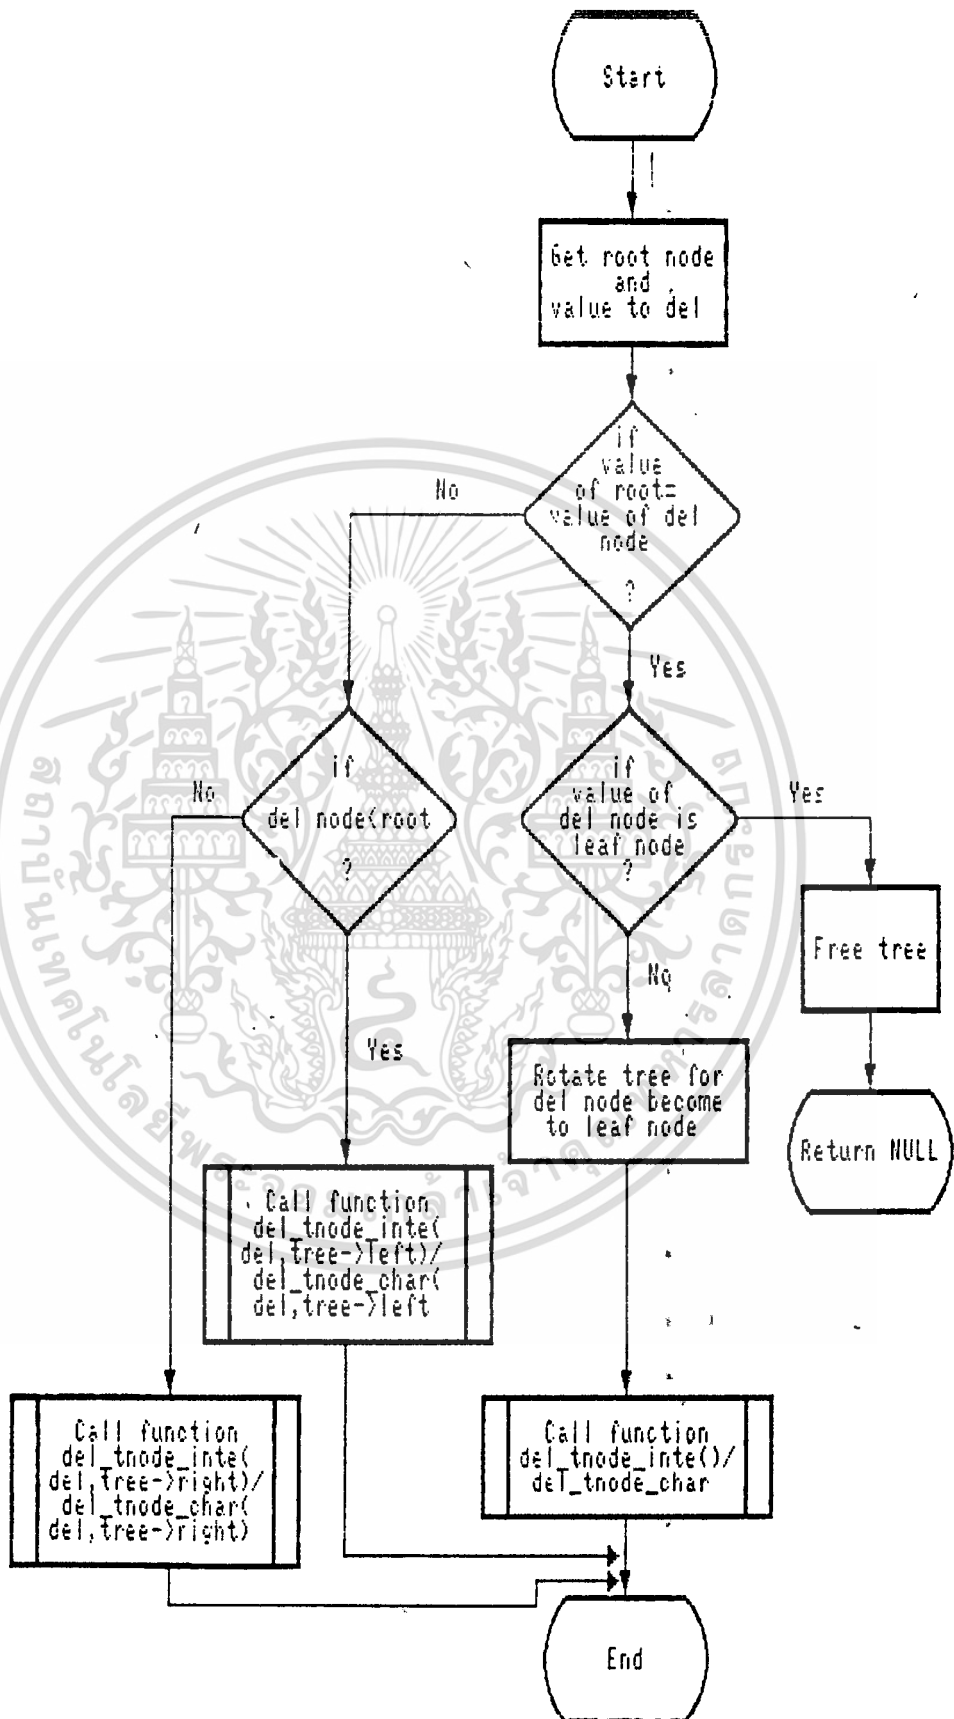 Start
Get root node
and
value to del
if
value
of root=
value of del
node
?
No
Yes
if
del node(root
?
No
Yes
if
value of
del node is
leaf node
?
Yes
No
Free tree
Return NULL
Rotate tree for
del node become
to leaf node
Call function
del_tnode_inte(
del,tree->left)/
del_tnode_char(
del,tree->left
Call function
del_tnode_inte(
del,tree->right)/
del_tnode_char(
del,tree->right)
Call function
del_tnode_inte()/
del_tnode_char
End